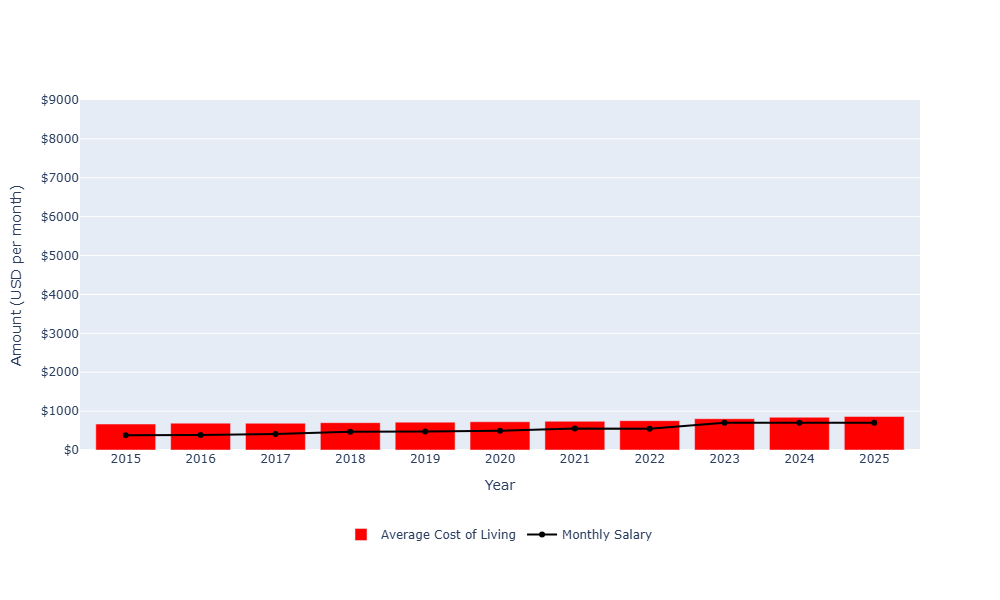 $9000
$8000
$7000
$6000
$5000
$4000
$3000
$2000
$1000
$0
Amount (USD per month)
2015 2016 2017 2018 2019 2020 2021 2022 2023 2024 2025
Year
Average Cost of Living Monthly Salary